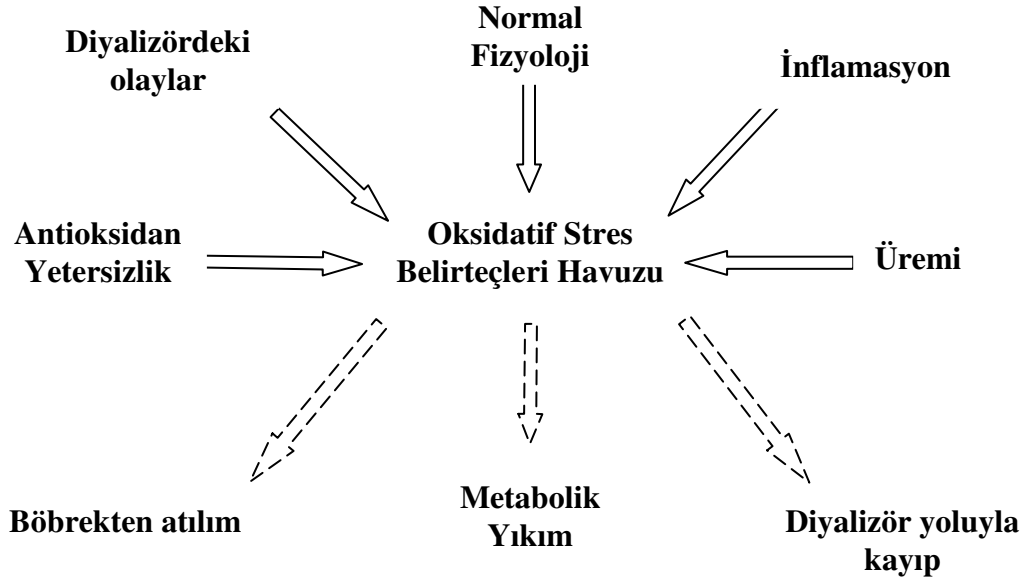 Normal
Fizyoloji
Diyalizördeki
olaylar
İnflamasyon
Antioksidan
Yetersizlik
Oksidatif Stres
Belirteçleri Havuzu
Üremi
Böbrekten atılım
Metabolik
Yıkım
Diyalizör yoluyla
kayıp